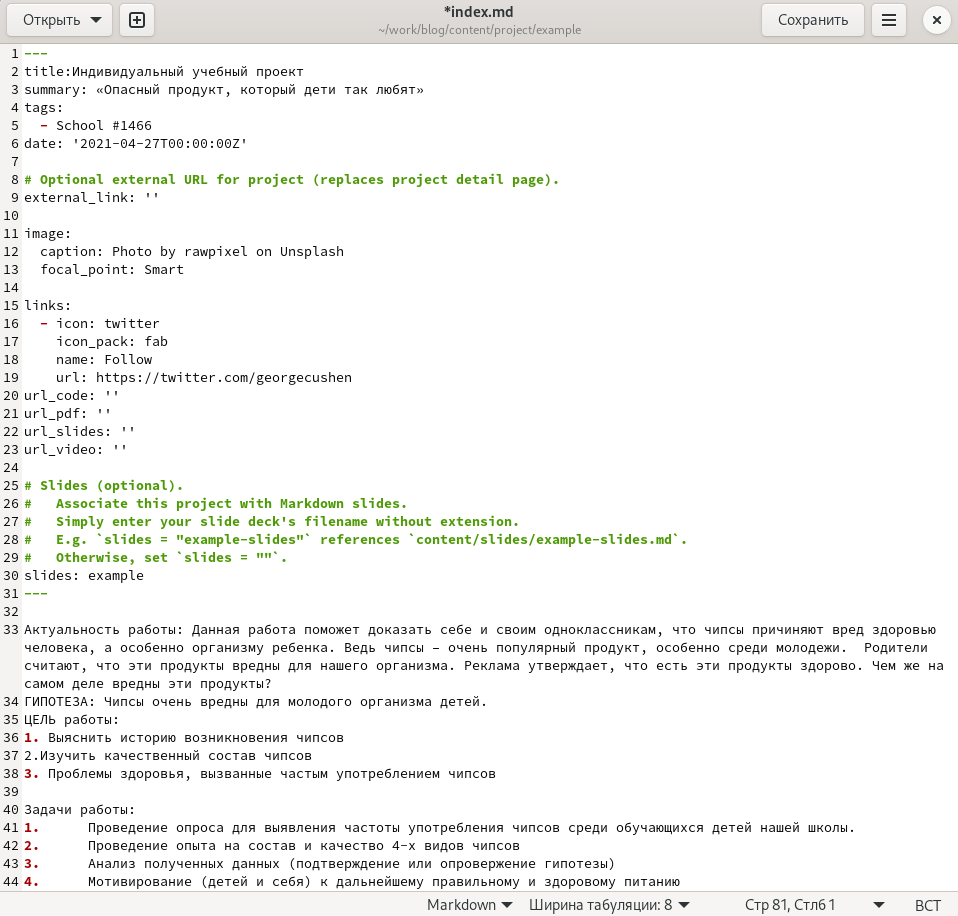 Открыть
*index.md
~/work/blog/content/project/example
Сохранить
1 ---
2 title:Индивидуальный учебный проект
3 summary: «Опасный продукт, который дети так любят»
4 tags:
5   - School #1466
6 date: '2021-04-27T00:00:00Z'
7
8 # Optional external URL for project (replaces project detail page).
9 external_link: ''
10
11 image:
12   caption: Photo by rawpixel on Unsplash
13   focal_point: Smart
14
15 links:
16   - icon: twitter
17     icon_pack: fab
18     name: Follow
19     url: https://twitter.com/georgecushen
20 url_code: ''
21 url_pdf: ''
22 url_slides: ''
23 url_video: ''
24
25 # Slides (optional).
26 #   Associate this project with Markdown slides.
27 #   Simply enter your slide deck's filename without extension.
28 #   E.g. `slides = "example-slides"` references `content/slides/example-slides.md`.
29 #   Otherwise, set `slides = ""`.
30 slides: example
31 ---
32
33 Актуальность работы: Данная работа поможет доказать себе и своим одноклассникам, что чипсы причиняют вред здоровью
человека, а особенно организму ребенка. Ведь чипсы – очень популярный продукт, особенно среди молодежи.  Родители
считают, что эти продукты вредны для нашего организма. Реклама утверждает, что есть эти продукты здорово. Чем же на
самом деле вредны эти продукты?
34 ГИПОТЕЗА: Чипсы очень вредны для молодого организма детей.
35 ЦЕЛЬ работы:
36 1. Выяснить историю возникновения чипсов
37 2.Изучить качественный состав чипсов
38 3. Проблемы здоровья, вызванные частым употреблением чипсов
39
40 Задачи работы:
41 1.      Проведение опроса для выявления частоты употребления чипсов среди обучающихся детей нашей школы.
42 2.      Проведение опыта на состав и качество 4-х видов чипсов
43 3.      Анализ полученных данных (подтверждение или опровержение гипотезы)
44 4.      Мотивирование (детей и себя) к дальнейшему правильному и здоровому питанию
Markdown
Ширина табуляции: 8
Стр 81, Стлб 1
ВСТ